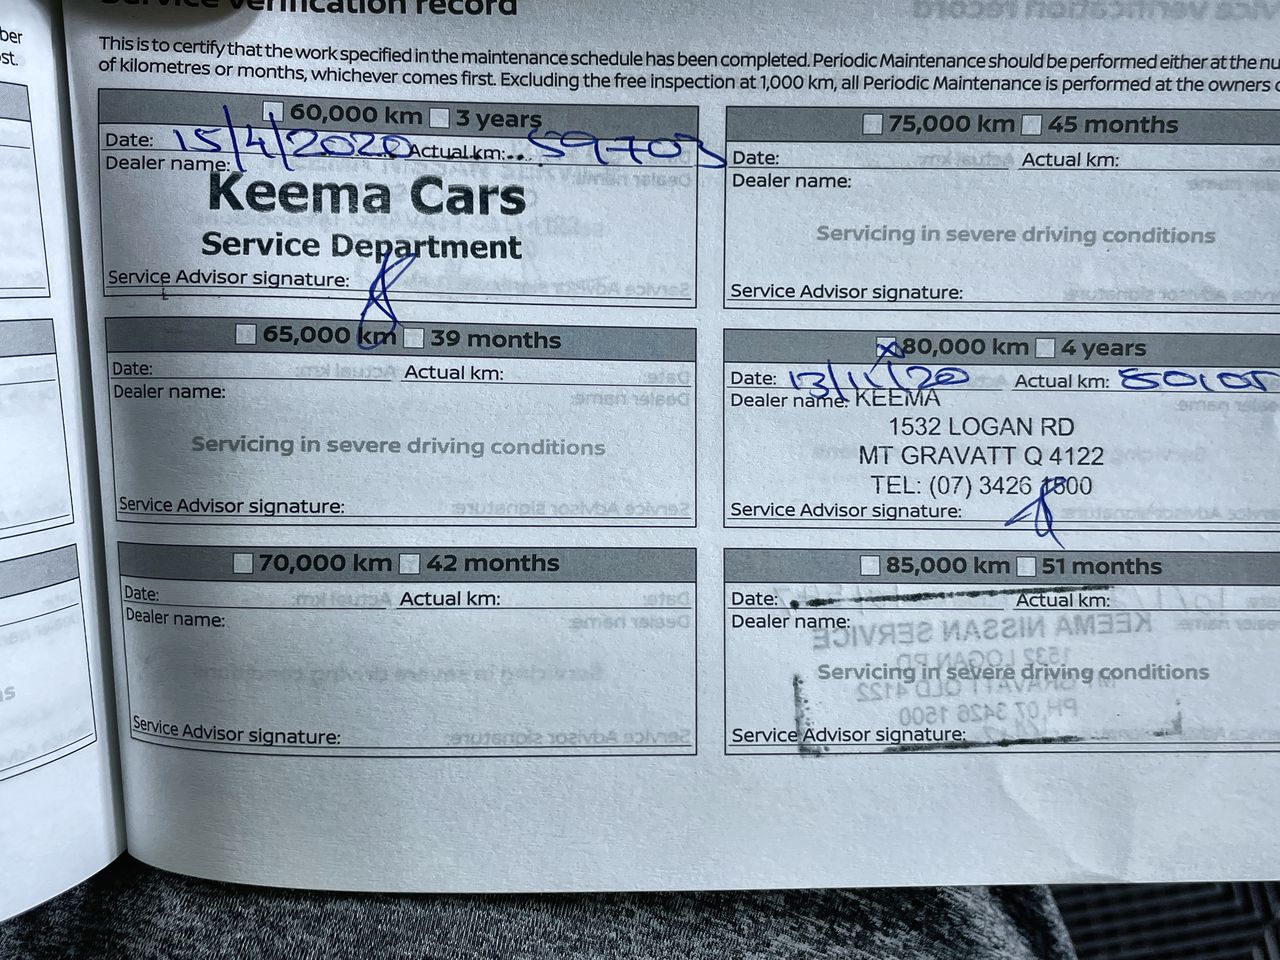 Service verification record
This is to certify that the work specified in the maintenance schedule has been completed. Periodic Maintenance should be performed either at the nu
of kilometres or months, whichever comes first. Excluding the free inspection at 1,000 km, all Periodic Maintenance is performed at the owners
60,000 km 3 years
Date: 15/4/2020 Actual km: 59703
Dealer name:
Keema Cars
Service Department
Service Advisor signature:
65,000 km 39 months
Date: Actual km:
Dealer name:
Servicing in severe driving conditions
Service Advisor signature:
70,000 km 42 months
Date: Actual km:
Dealer name:
Service Advisor signature:
75,000 km 45 months
Date: Actual km:
Dealer name:
Servicing in severe driving conditions
Service Advisor signature:
80,000 km 4 years
Date: 13/11/20 Actual km:
Dealer name: KEEMA
1532 LOGAN RD
MT GRAVATT Q 4122
TEL: (07) 3426 1500
Service Advisor signature:
85,000 km 51 months
Date: Actual km:
Dealer name:
Servicing in severe driving conditions
Service Advisor signature: